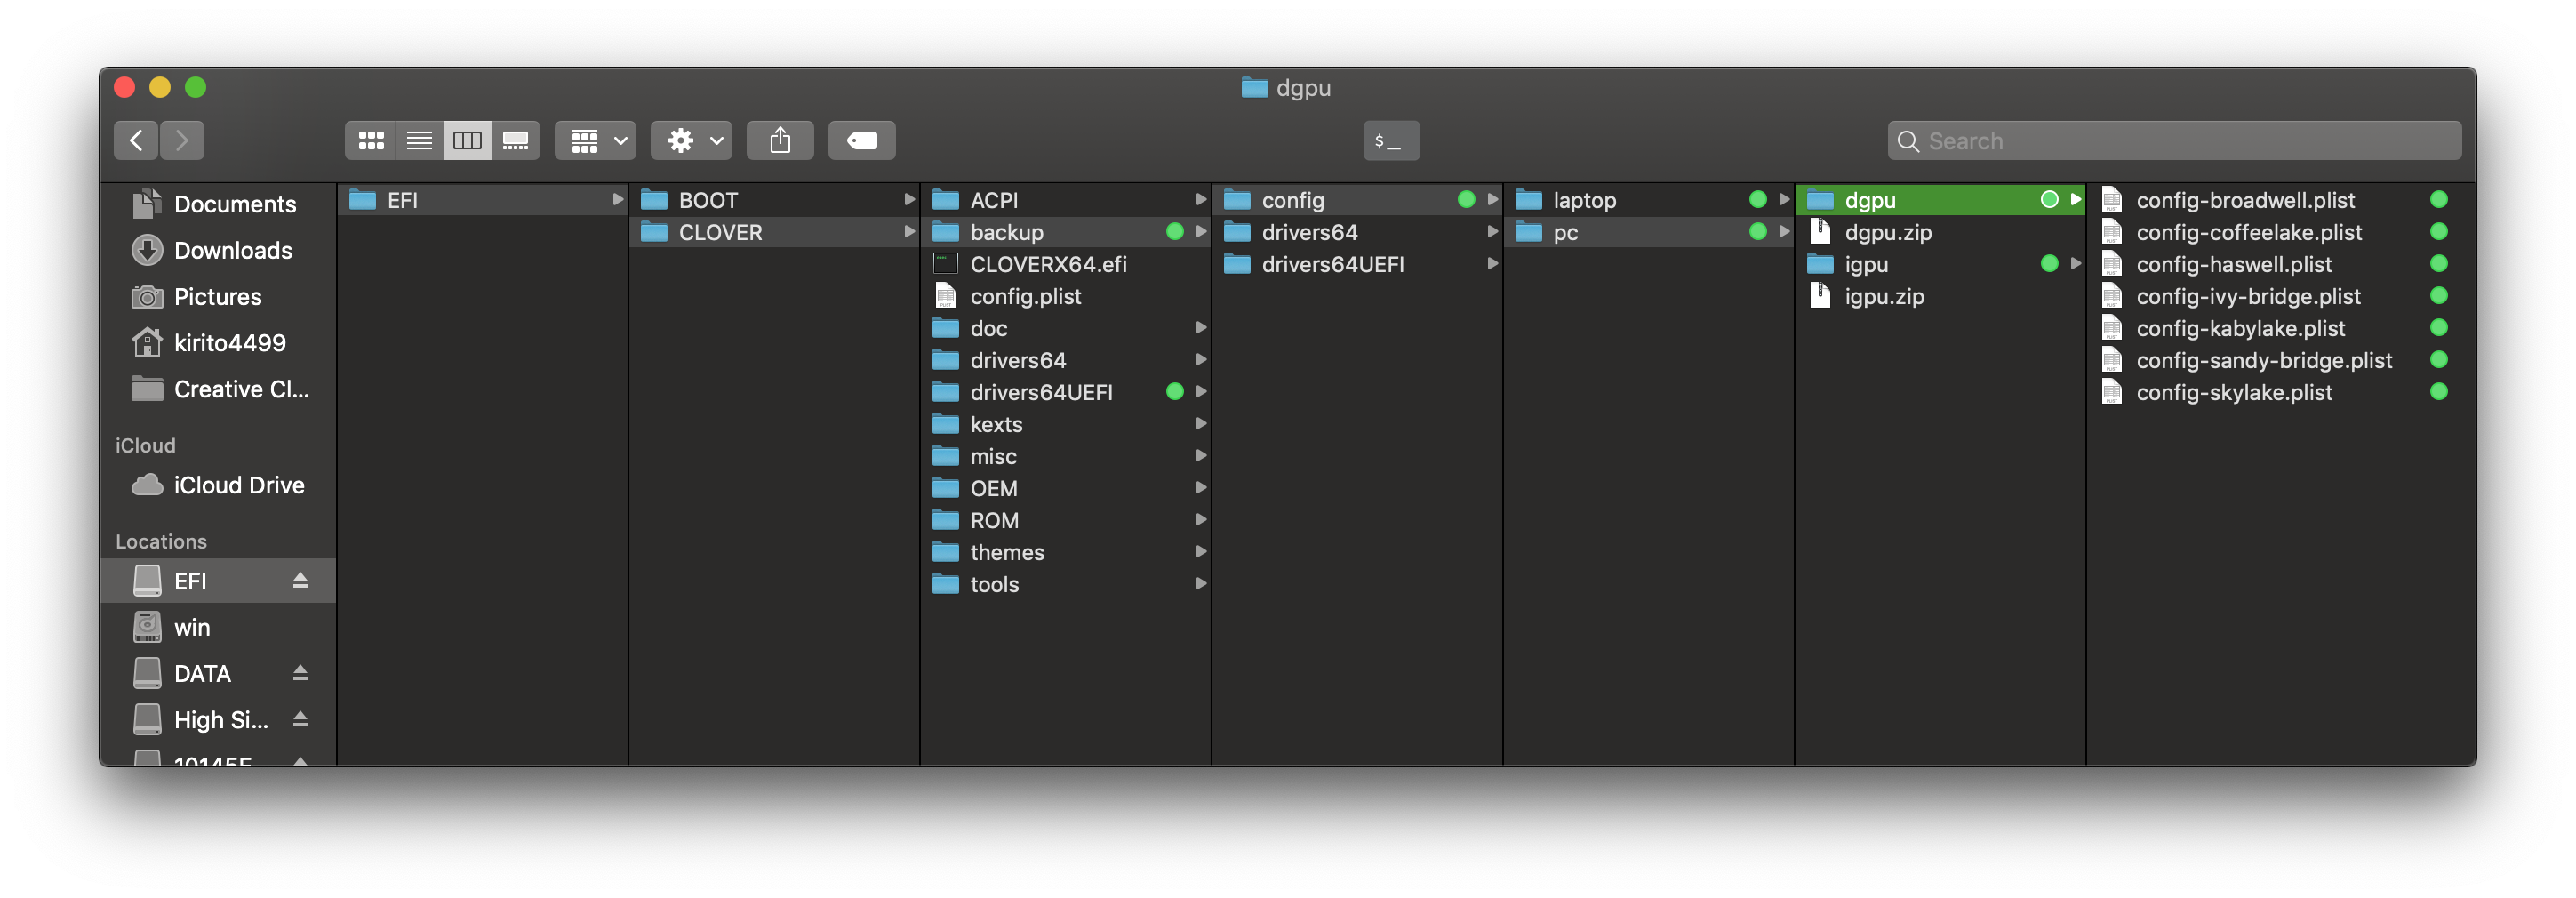 dgpu
$_
Search
Documents
Downloads
Pictures
kirito4499
Creative Cl...
iCloud
iCloud Drive
Locations
EFI
win
DATA
High Si...
EFI
BOOT
CLOVER
ACPI
backup
CLOVERX64.efi
config.plist
doc
drivers64
drivers64UEFI
kexts
misc
OEM
ROM
themes
tools
config
drivers64
drivers64UEFI
laptop
pc
dgpu
dgpu.zip
igpu
igpu.zip
config-broadwell.plist
config-coffeelake.plist
config-haswell.plist
config-ivy-bridge.plist
config-kabylake.plist
config-sandy-bridge.plist
config-skylake.plist